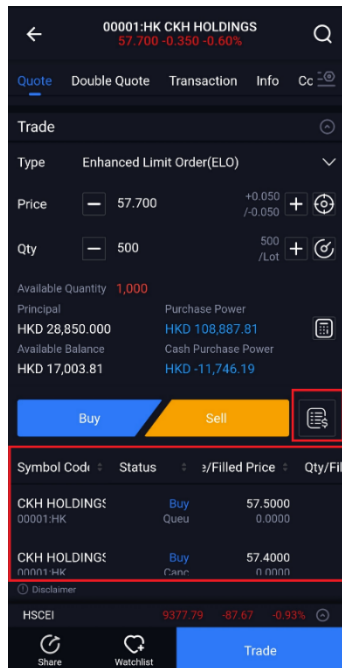 00001:HK CKH HOLDINGS
57.700 -0.350 -0.60%
Quote Double Quote Transaction Info Cc
Trade
Type Enhanced Limit Order(ELO)
Price 57.700 +0.050 /-0.050
Qty 500 500 /Lot
Available Quantity 1,000
Principal Purchase Power
HKD 28,850.000 HKD 108,887.81
Available Balance Cash Purchase Power
HKD 17,003.81 HKD -11,746.19
Buy Sell
Symbol Code Status e/Filled Price Qty/Fil
CKH HOLDINGS Buy 57.5000
00001:HK Queu 0.0000
CKH HOLDINGS Buy 57.4000
00001:HK Canc 0.0000
Disclaimer
HSCEI 9377.79 -87.67 -0.93%
Share Watchlist Trade